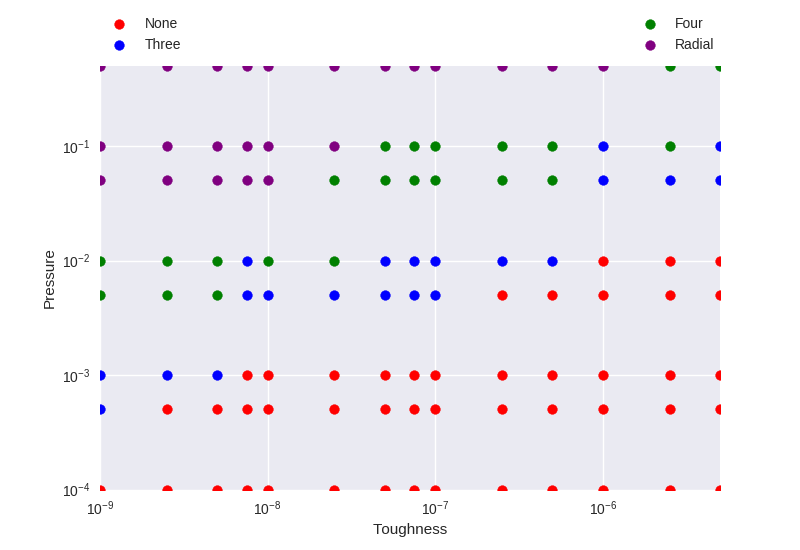 None
Three
Four
Radial
10⁻¹
10⁻²
10⁻³
10⁻⁴
Pressure
10⁻⁹
10⁻⁸
10⁻⁷
10⁻⁶
Toughness